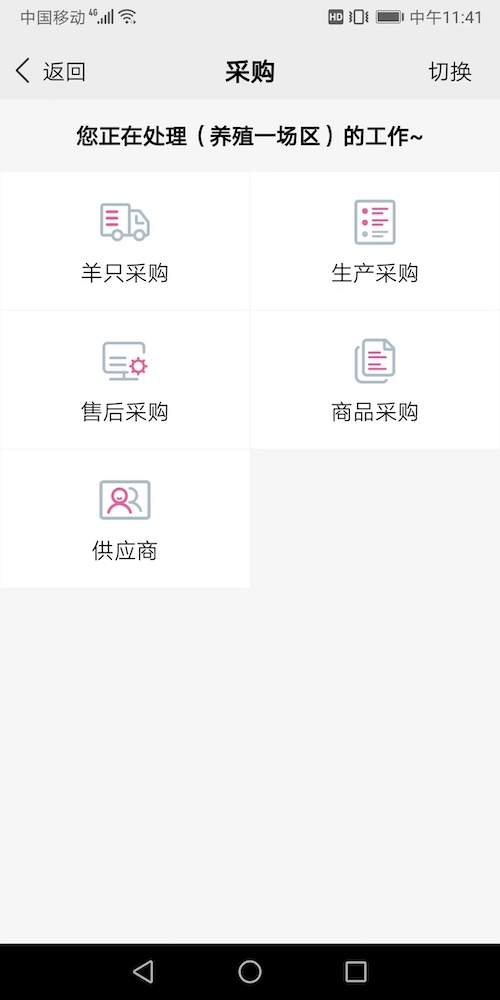 中国移动 4G HD 中午11:41
返回 采购 切换
您正在处理（养殖一场区）的工作~
羊只采购 生产采购
售后采购 商品采购
供应商